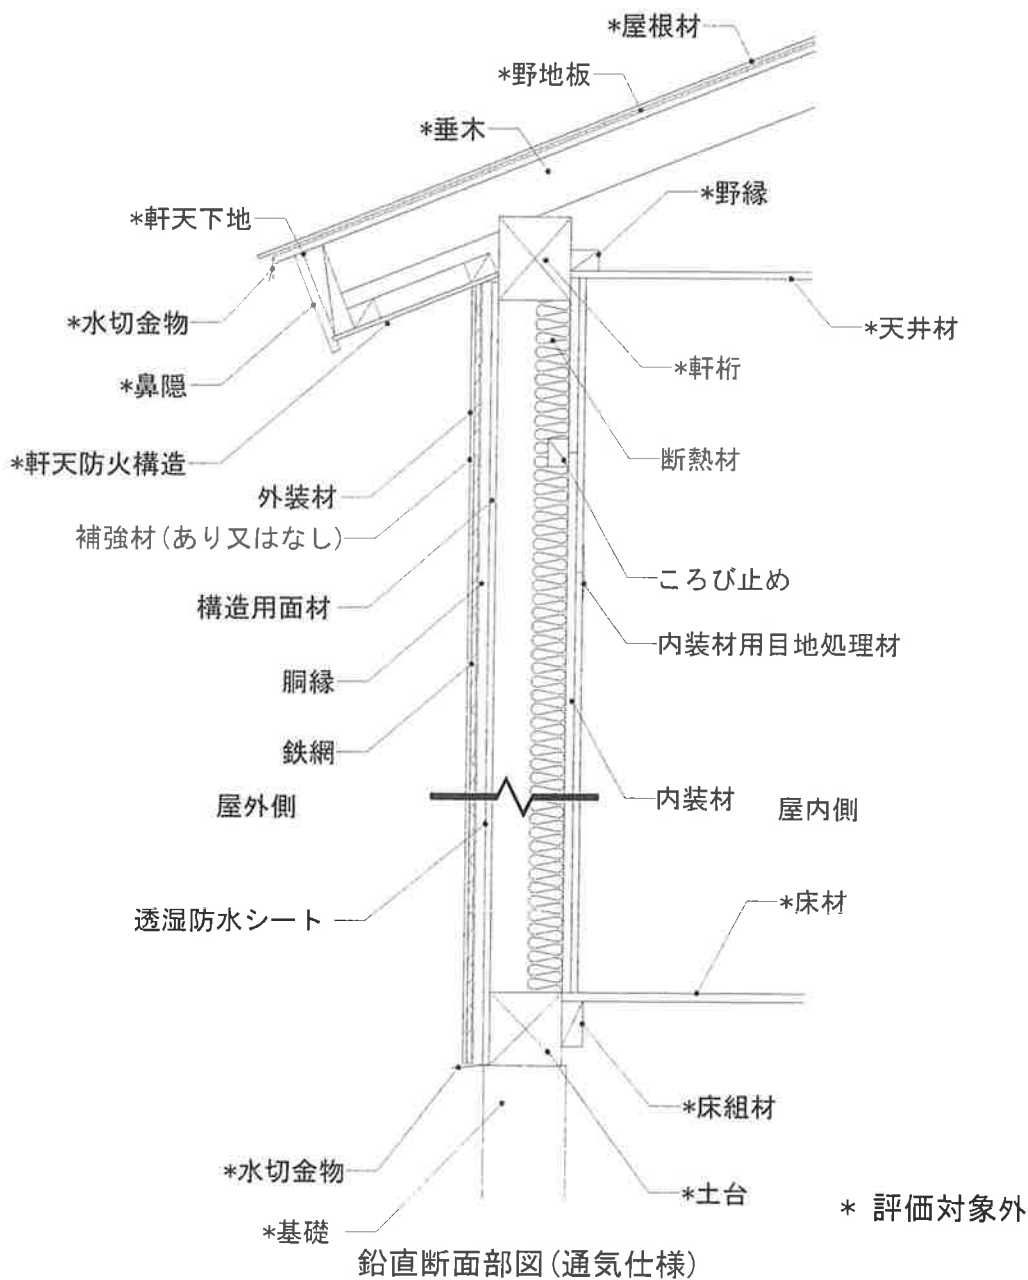 *屋根材
*野地板
*垂木
*野縁
*軒天下地
*水切金物
*天井材
*軒桁
*鼻隠
*軒天防火構造
断熱材
外装材
補強材(あり又はなし)
ころび止め
構造用面材
内装材用目地処理材
胴縁
鉄網
内装材
屋外側
屋内側
*床材
透湿防水シート
*床組材
*水切金物
*土台
* 評価対象外
*基礎
鉛直断面部図(通気仕様)